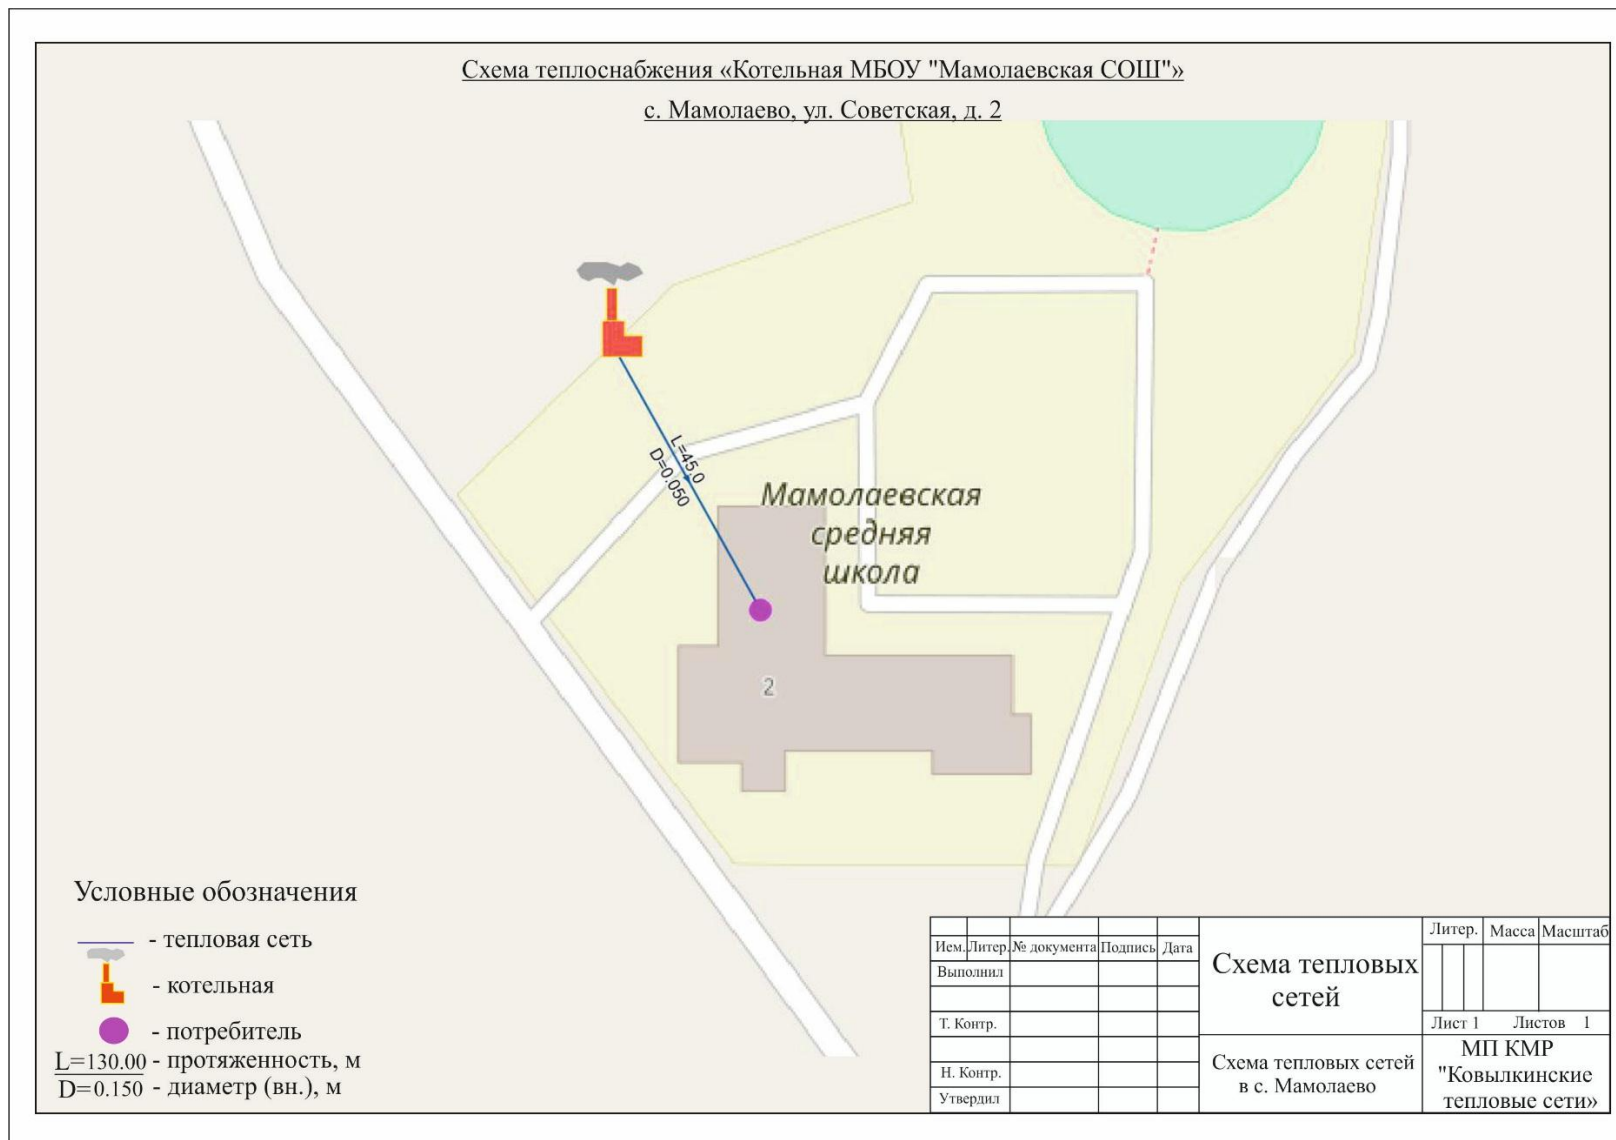 Схема теплоснабжения «Котельная МБОУ "Мамолаевская СОШ"»
с. Мамолаево, ул. Советская, д. 2
L=45,0
D=0.050
Мамолаевская
средняя
школа
2
Условные обозначения
- тепловая сеть
- котельная
- потребитель
L=130.00 - протяженность, м
D=0.150 - диаметр (вн.), м
Ием. Литер. № документа Подпись Дата
Выполнил
Т. Контр.
Н. Контр.
Утвердил
Схема тепловых
сетей
Схема тепловых сетей
в с. Мамолаево
Литер. Масса Масштаб
Лист 1 Листов 1
МП КМР
"Ковылкинские
тепловые сети»